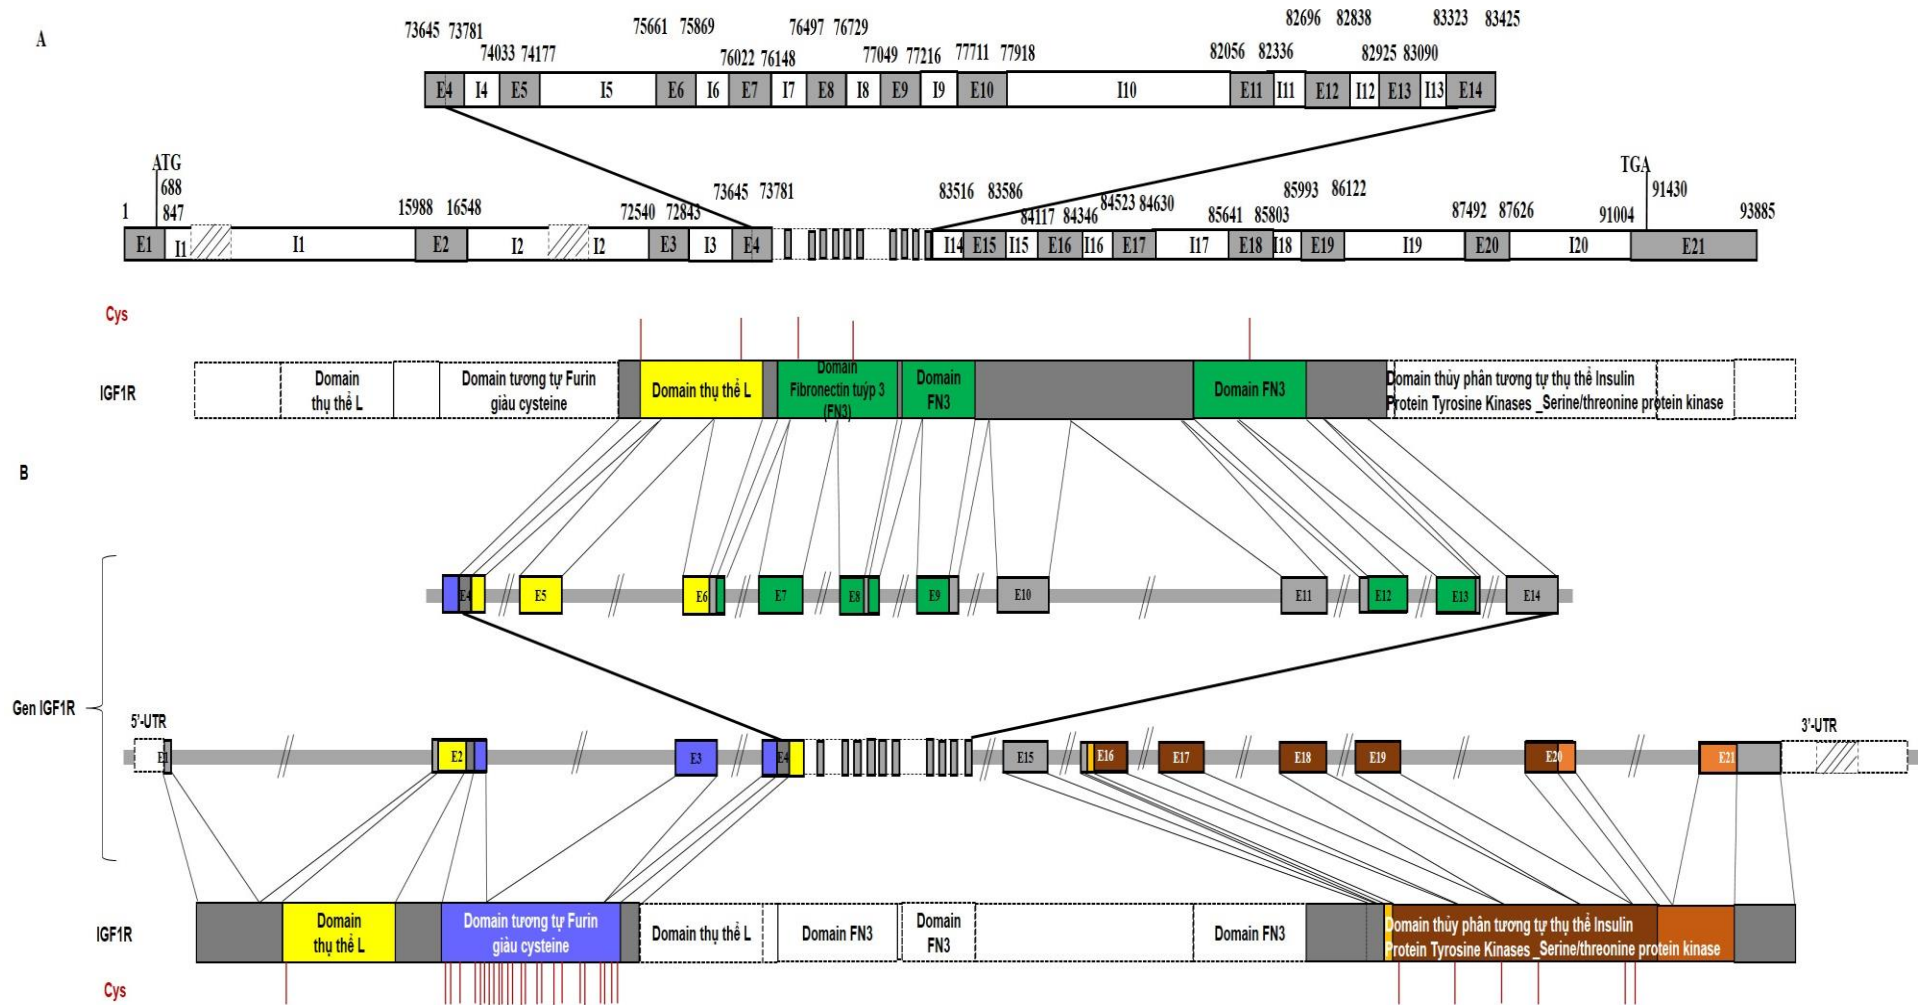 A
73645 73781
74033 74177
75661 75869
76022 76148
76497 76729
77049 77216
77711 77918
82056 82336
82696 82838
82925 83090
83323 83425
E4 I4 E5 I5 E6 I6 E7 I7 E8 I8 E9 I9 E10 I10 E11 I11 E12 I12 E13 I13 E14
ATG
TGA
1
688
847
15988 16548
72540 72843
73645 73781
83516 83586
84117 84346
84523 84630
85641 85803
85993 86122
87492 87626
91004
91430
93885
E1 I1 I1 E2 I2 I2 E3 I3 E4 I14 E15 I15 E16 I16 E17 I17 E18 I18 E19 I19 E20 I20 E21
Cys
IGF1R
Domain
thụ thể L
Domain tương tự Furin
giàu cysteine
Domain thụ thể L
Domain
Fibronectin tuýp 3
(FN3)
Domain
FN3
Domain FN3
Domain thủy phân tương tự thụ thể Insulin
Protein Tyrosine Kinases _Serine/threonine protein kinase
B
E4 E5 E6 E7 E8 E9 E10 E11 E12 E13 E14
Gen IGF1R
5'-UTR
3'-UTR
E1 E2 E3 E4 E15 E16 E17 E18 E19 E20 E21
IGF1R
Domain
thụ thể L
Domain tương tự Furin
giàu cysteine
Domain thụ thể L
Domain FN3
Domain
FN3
Domain FN3
Domain thủy phân tương tự thụ thể Insulin
Protein Tyrosine Kinases _Serine/threonine protein kinase
Cys